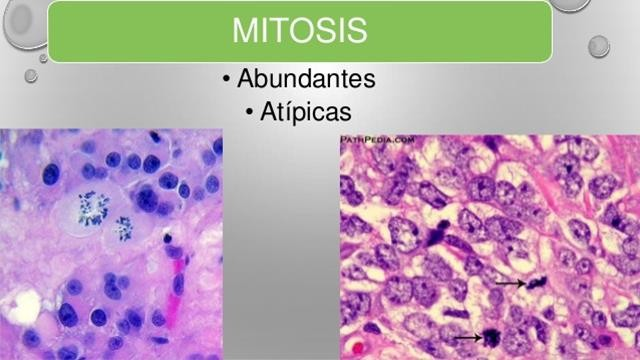 MITOSIS
• Abundantes
• Atípicas
PATHPEDIA.COM